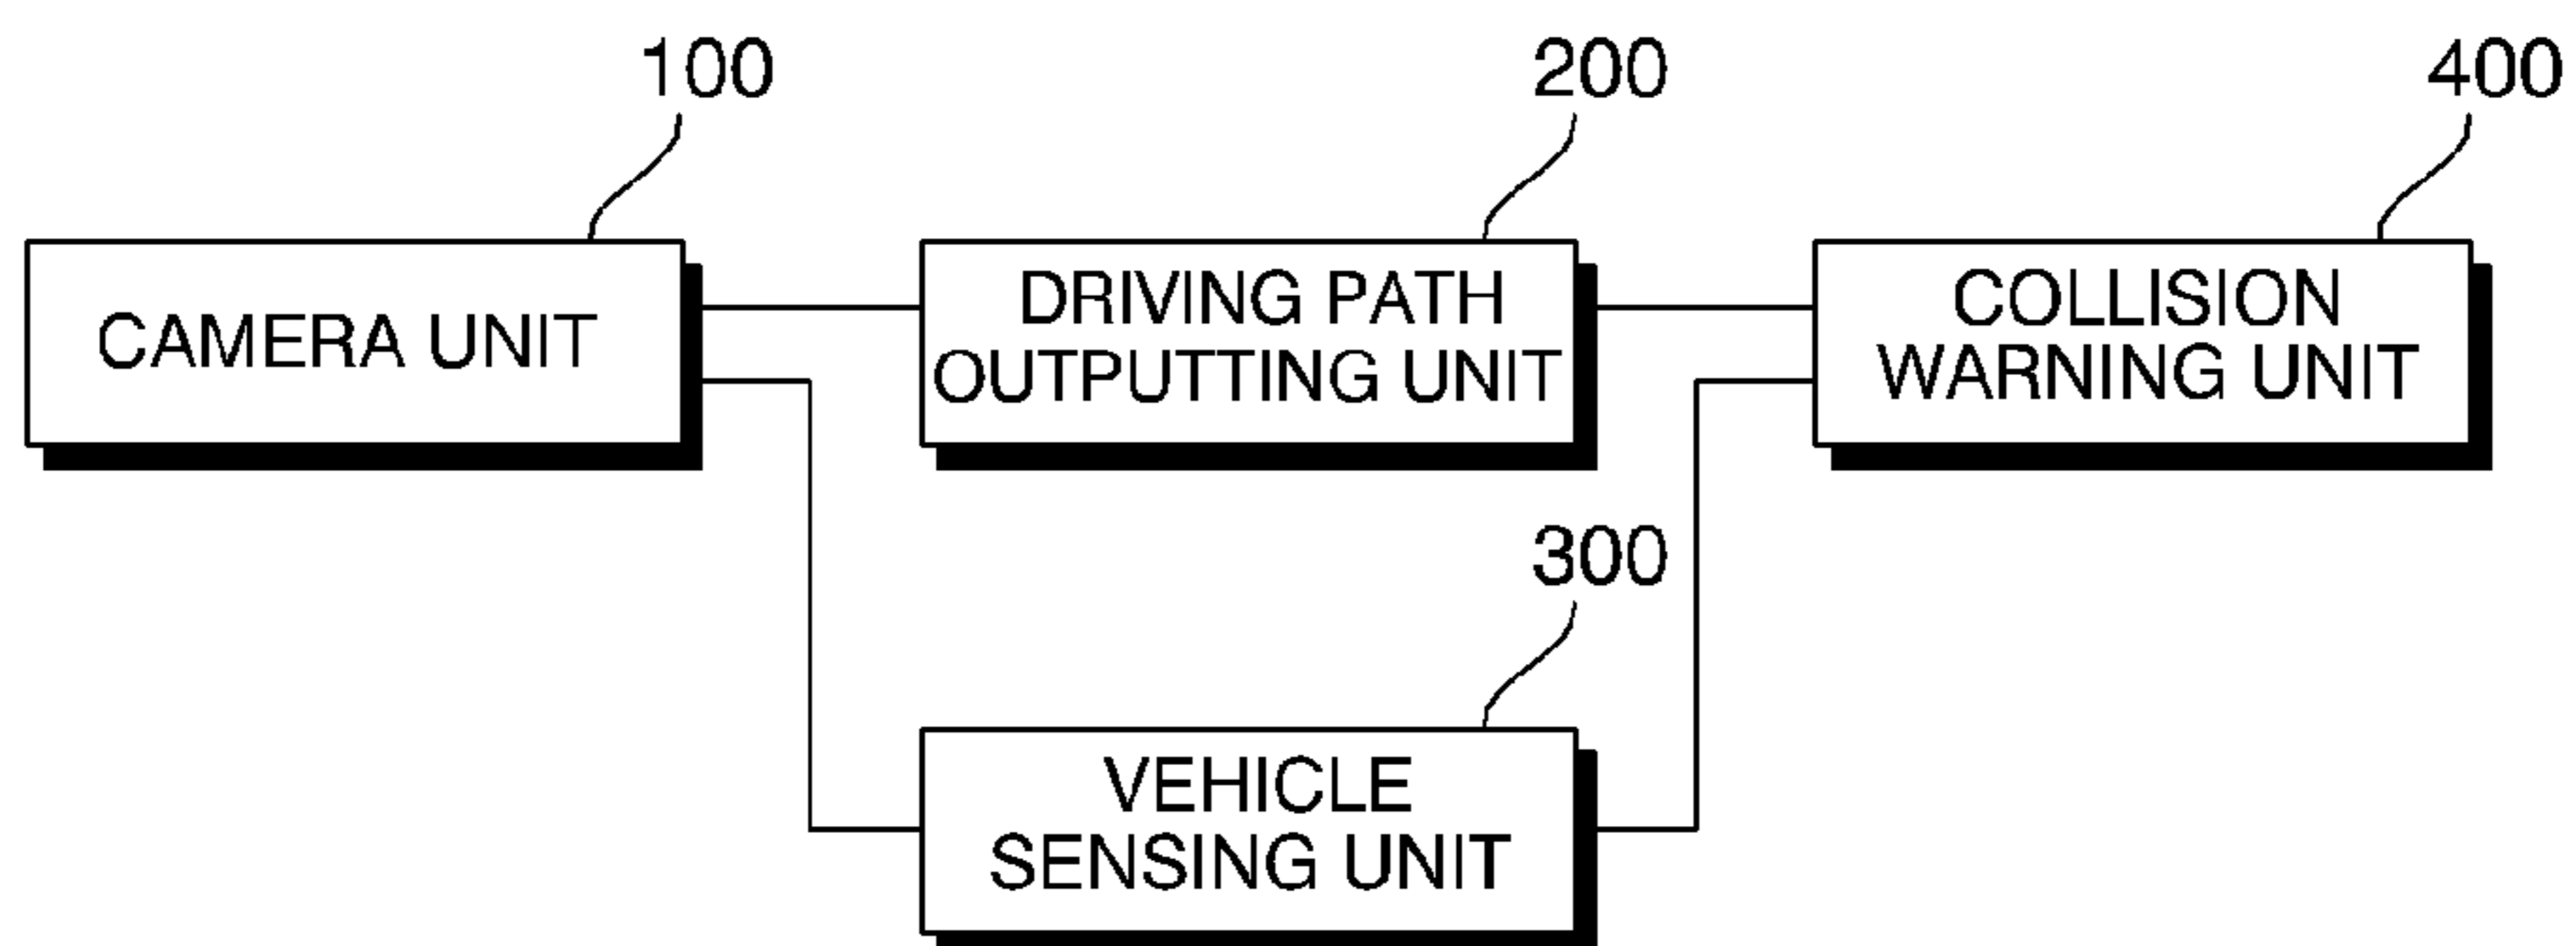 100
200
400
CAMERA UNIT
DRIVING PATH
OUTPUTTING UNIT
COLLISION
WARNING UNIT
300
VEHICLE
SENSING UNIT